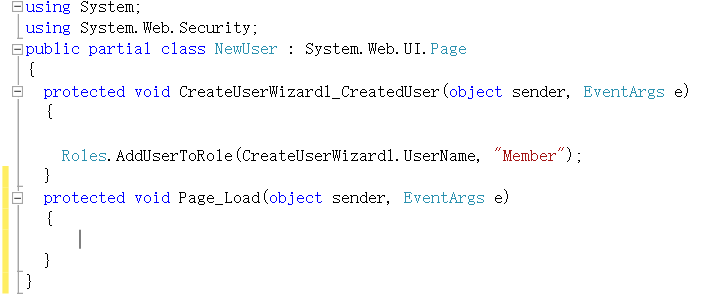 using System;
using System.Web.Security;
public partial class NewUser : System.Web.UI.Page
{
protected void CreateUserWizard1_CreatedUser(object sender, EventArgs e)
{
Roles.AddUserToRole(CreateUserWizard1.UserName, "Member");
}
protected void Page_Load(object sender, EventArgs e)
{
}
}